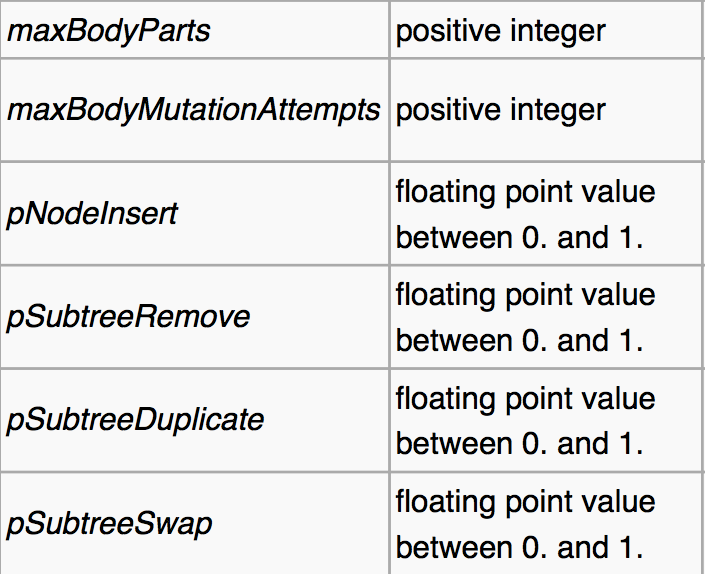 maxBodyParts positive integer
maxBodyMutationAttempts positive integer
pNodeInsert floating point value
between 0. and 1.
pSubtreeRemove floating point value
between 0. and 1.
pSubtreeDuplicate floating point value
between 0. and 1.
pSubtreeSwap floating point value
between 0. and 1.